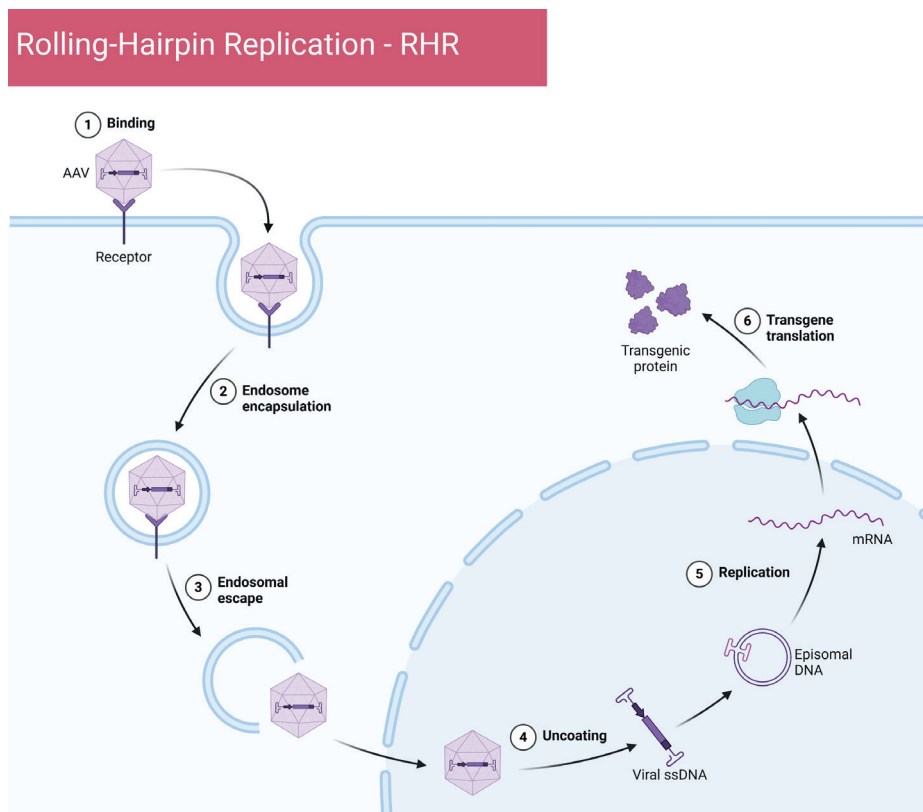 Rolling-Hairpin Replication - RHR
1 Binding
AAV
Receptor
2 Endosome
encapsulation
3 Endosomal
escape
4 Uncoating
Viral ssDNA
Episomal
DNA
5 Replication
mRNA
6 Transgene
translation
Transgenic
protein